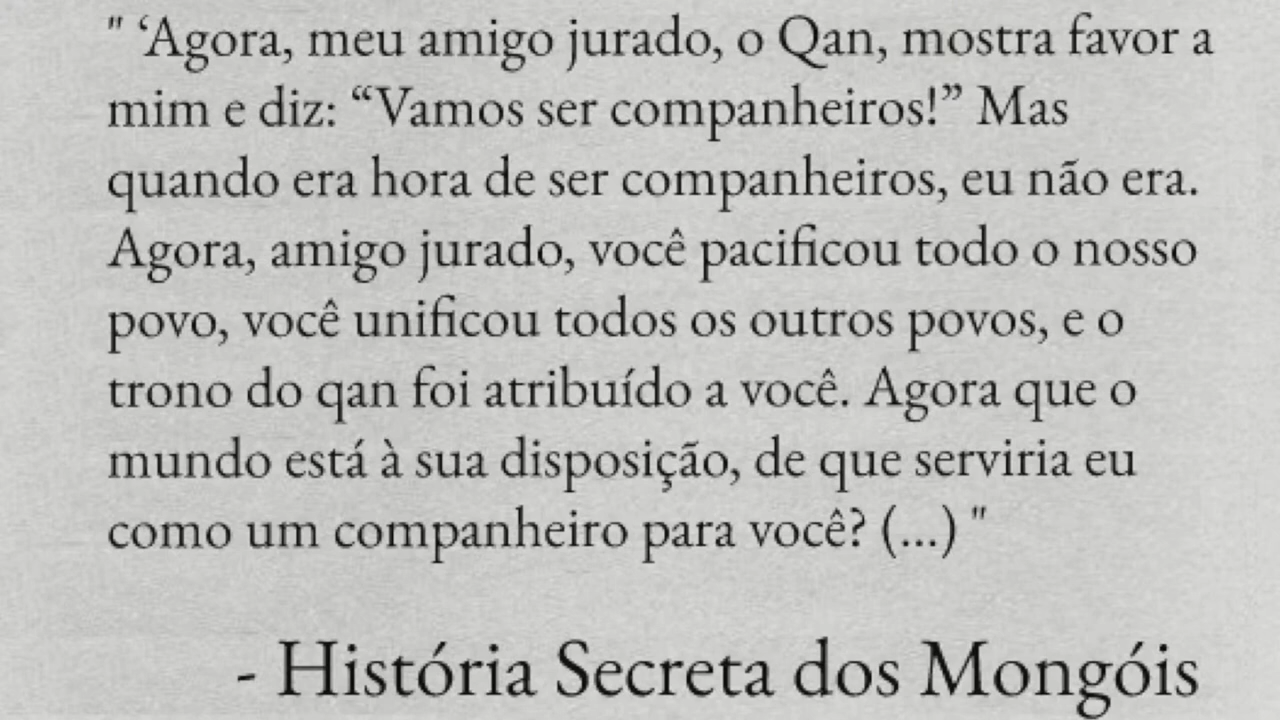 " ‘Agora, meu amigo jurado, o Qan, mostra favor a
mim e diz: “Vamos ser companheiros!” Mas
quando era hora de ser companheiros, eu não era.
Agora, amigo jurado, você pacificou todo o nosso
povo, você unificou todos os outros povos, e o
trono do qan foi atribuído a você. Agora que o
mundo está à sua disposição, de que serviria eu
como um companheiro para você? (...) "
- História Secreta dos Mongóis